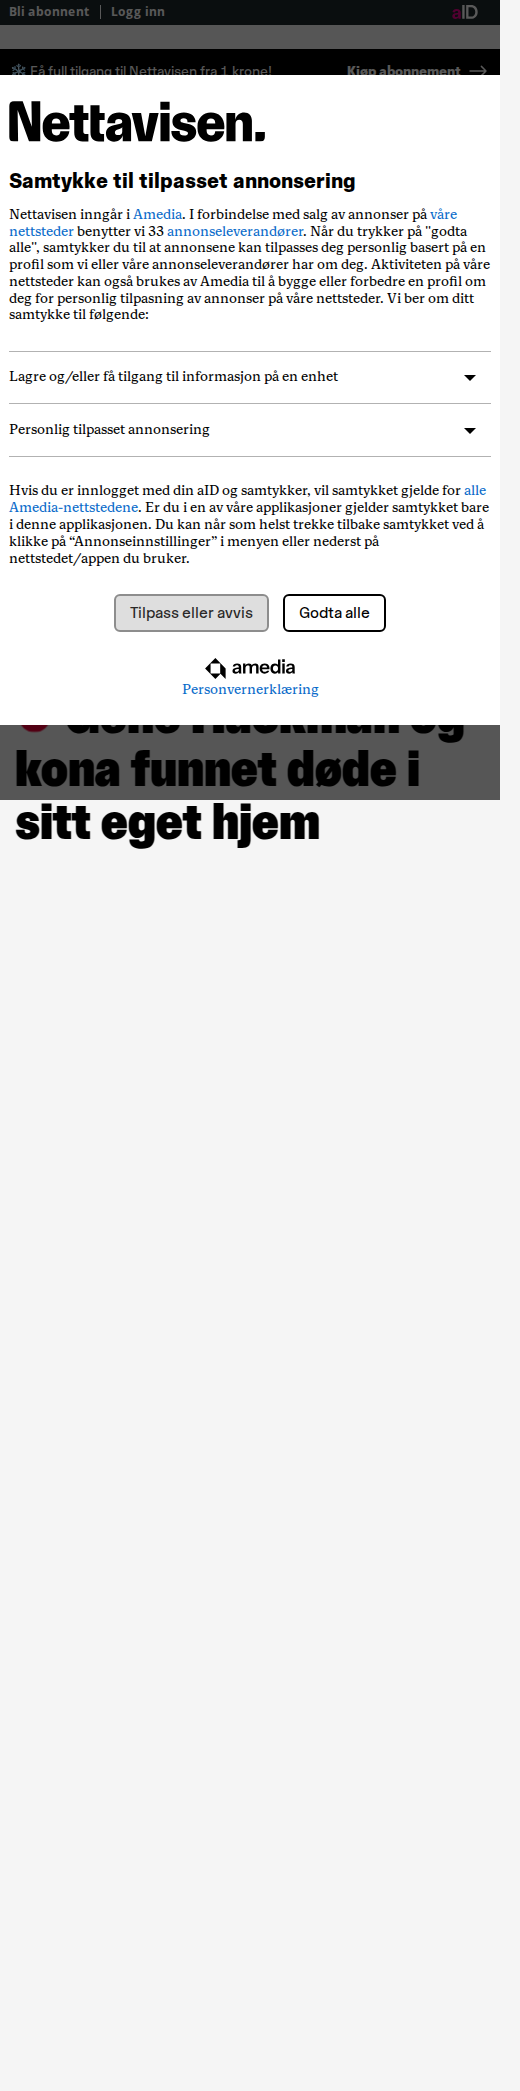 Bli abonnent
Logg inn
aID
Få full tilgang til Nettavisen fra 1 krone!
Kjøp abonnement
Nettavisen.
Samtykke til tilpasset annonsering
Nettavisen inngår i Amedia. I forbindelse med salg av annonser på våre
nettsteder benytter vi 33 annonseleverandører. Når du trykker på "godta
alle", samtykker du til at annonsene kan tilpasses deg personlig basert på en
profil som vi eller våre annonseleverandører har om deg. Aktiviteten på våre
nettsteder kan også brukes av Amedia til å bygge eller forbedre en profil om
deg for personlig tilpasning av annonser på våre nettsteder. Vi ber om ditt
samtykke til følgende:
Lagre og/eller få tilgang til informasjon på en enhet
Personlig tilpasset annonsering
Hvis du er innlogget med din aID og samtykker, vil samtykket gjelde for alle
Amedia-nettstedene. Er du i en av våre applikasjoner gjelder samtykket bare
i denne applikasjonen. Du kan når som helst trekke tilbake samtykket ved å
klikke på “Annonseinnstillinger” i menyen eller nederst på
nettstedet/appen du bruker.
Tilpass eller avvis
Godta alle
amedia
Personvernerklæring
Gene Hackman og
kona funnet døde i
sitt eget hjem